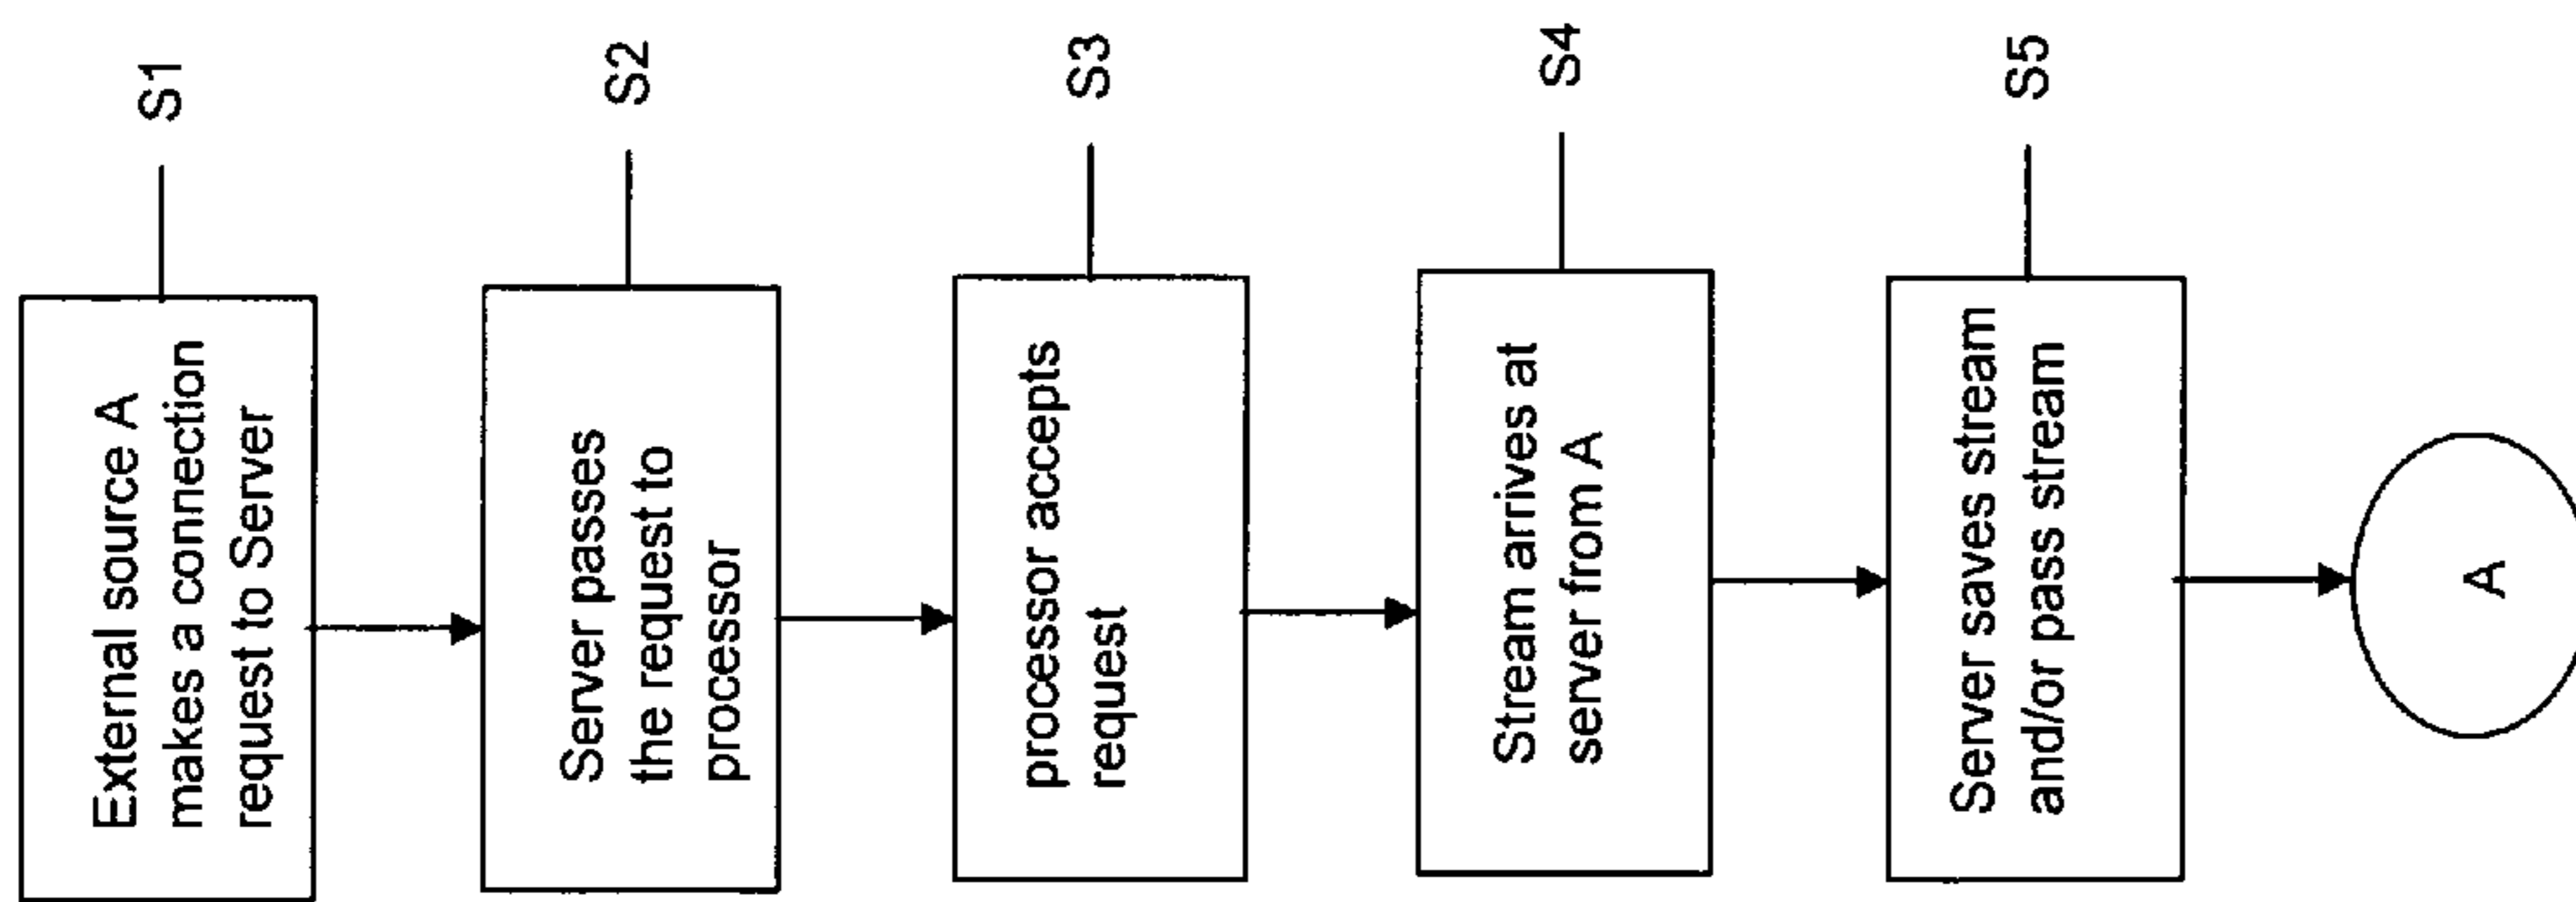 External source A
makes a connection
request to Server
S1
Server passes
the request to
processor
S2
processor accepts
request
S3
Stream arrives at
server from A
S4
Server saves stream
and/or pass stream
S5
A